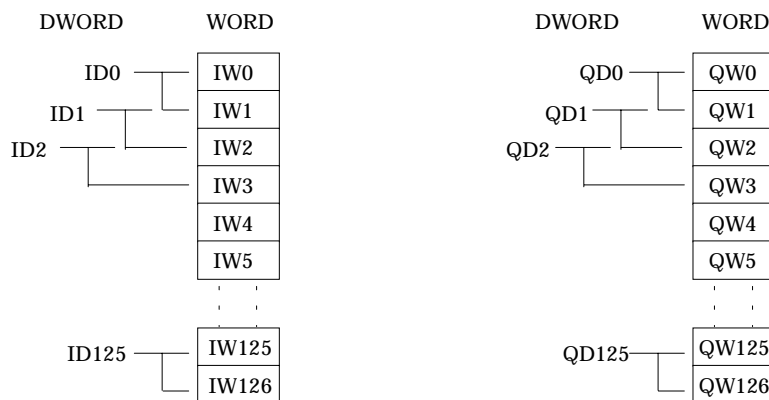 DWORD WORD DWORD WORD
ID0 IW0 QD0 QW0
ID1 IW1 QD1 QW1
ID2 IW2 QD2 QW2
IW3 QW3
IW4 QW4
IW5 QW5
ID125 IW125 QD125 QW125
IW126 QW126